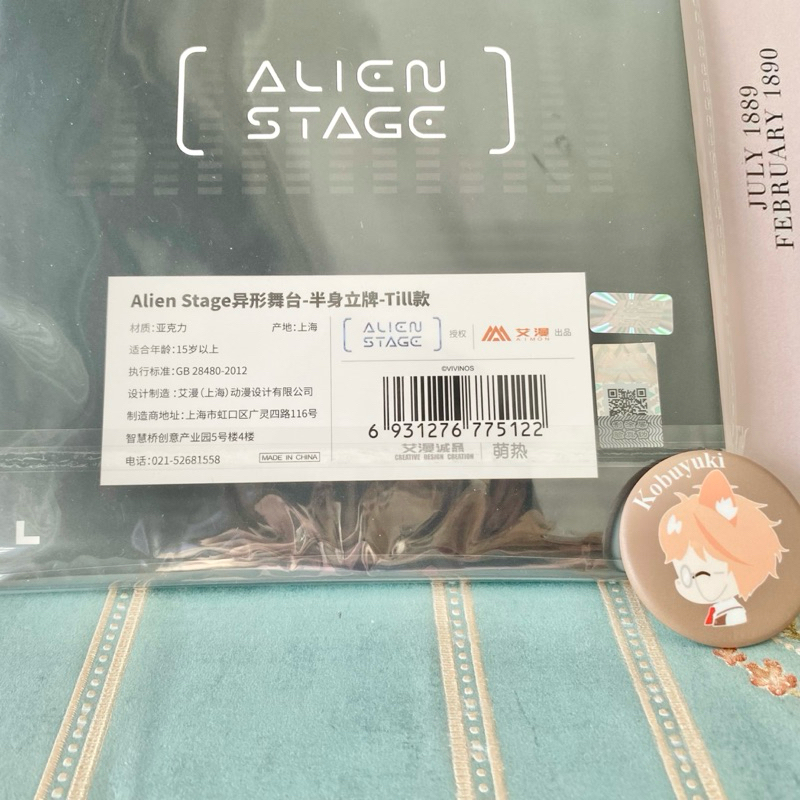 ALIEN
STAGE
JULY 1889
FEBRUARY 1890
Alien Stage异形舞台-半身立牌-Till款
材质:亚克力
产地:上海
适合年龄:15岁以上
执行标准:GB 28480-2012
设计制造:艾漫(上海)动漫设计有限公司
制造商地址:上海市虹口区广灵四路116号
智慧桥创意产业园5号楼4楼
电话:021-52681558
MADE IN CHINA
ALIEN
STAGE
授权
艾漫
AIMON
出品
©VIVINOS
6 931276 775122
艾漫诚品
CREATIVE DESIGN CREATION
萌热
Kobuyuki